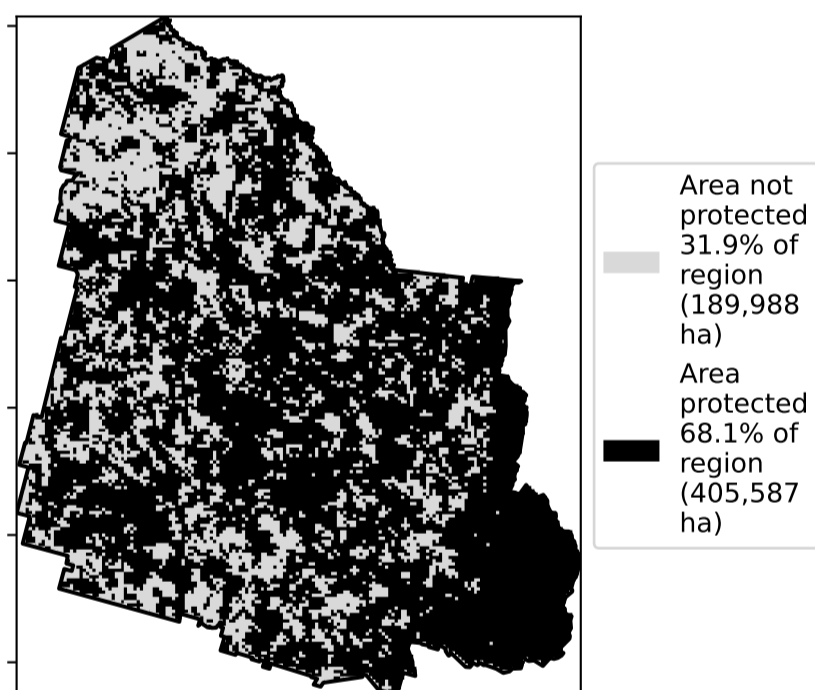 Area not
protected
31.9% of
region
(189,988
ha)
Area
protected
68.1% of
region
(405,587
ha)